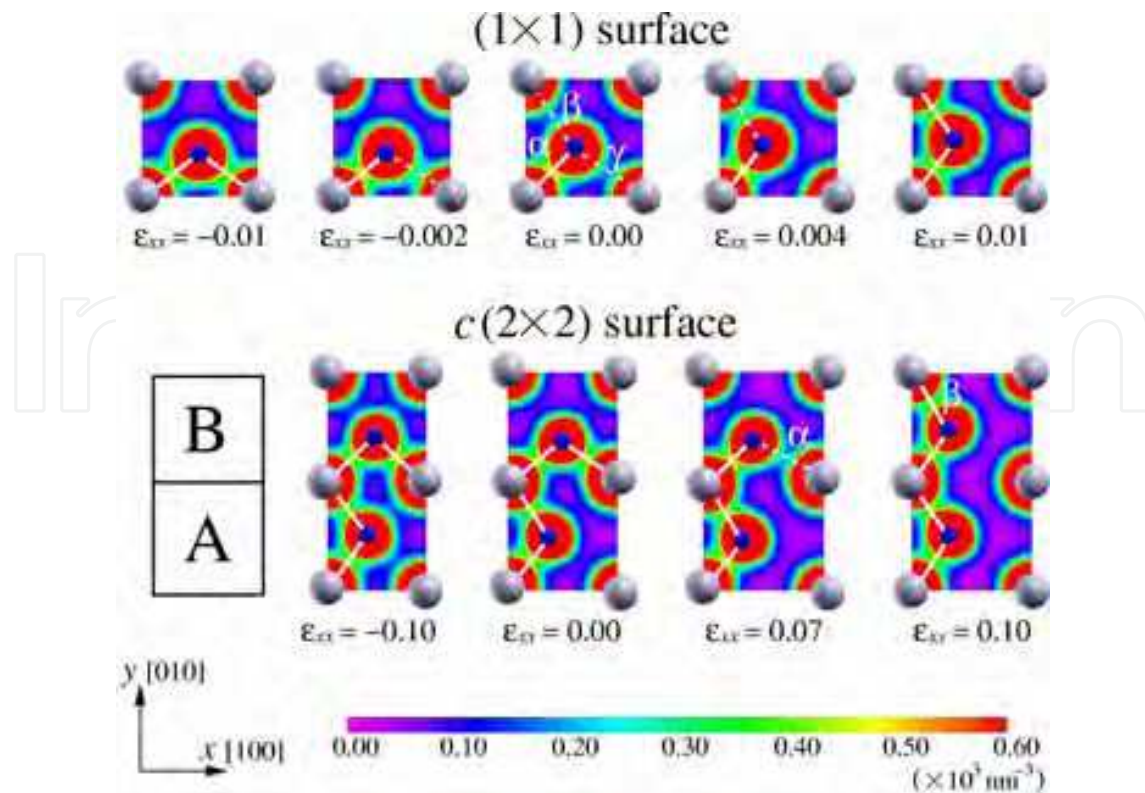 (1×1) surface
β
α
γ
εxx = −0.01
εxx = −0.002
εxx = 0.00
εxx = 0.004
εxx = 0.01
c(2×2) surface
B
A
α
β
εxx = −0.10
εxx = 0.00
εxx = 0.07
εxx = 0.10
y [010]
x [100]
0.00 0.10 0.20 0.30 0.40 0.50 0.60
(×10³ nm⁻³)